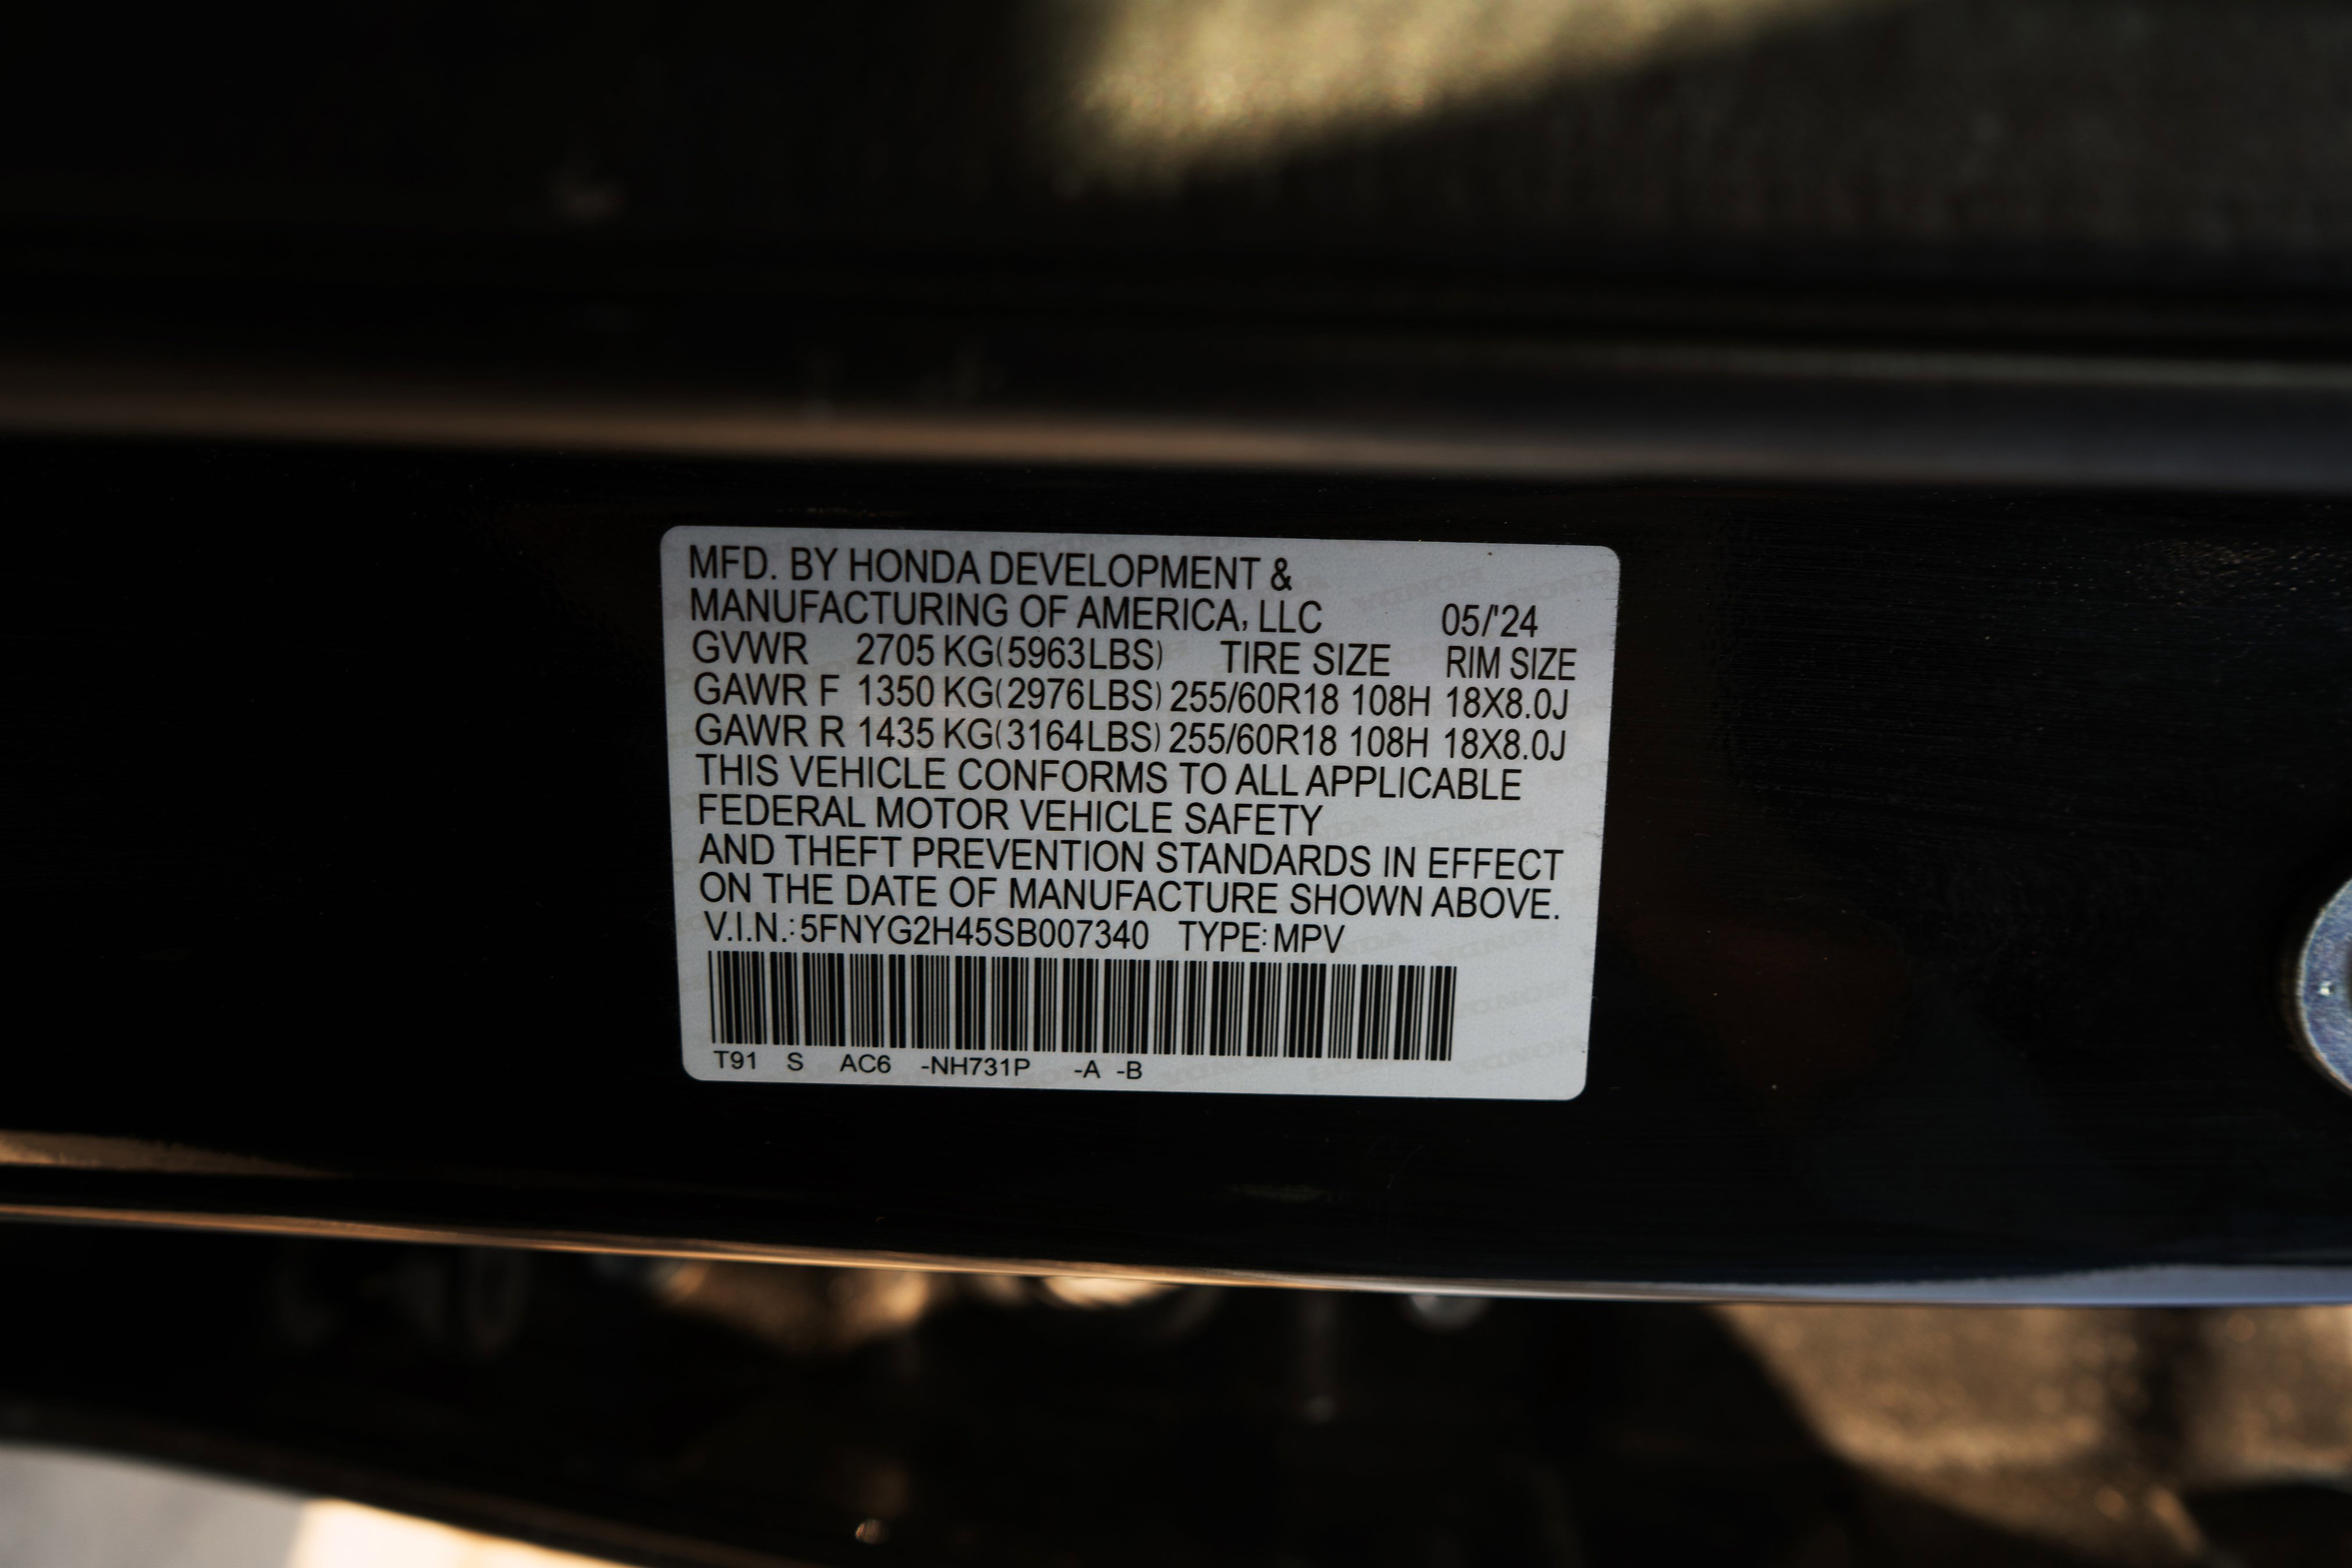 MFD. BY HONDA DEVELOPMENT &
MANUFACTURING OF AMERICA, LLC 05/'24
GVWR 2705 KG(5963LBS) TIRE SIZE RIM SIZE
GAWR F 1350 KG(2976LBS) 255/60R18 108H 18X8.0J
GAWR R 1435 KG(3164LBS) 255/60R18 108H 18X8.0J
THIS VEHICLE CONFORMS TO ALL APPLICABLE
FEDERAL MOTOR VEHICLE SAFETY
AND THEFT PREVENTION STANDARDS IN EFFECT
ON THE DATE OF MANUFACTURE SHOWN ABOVE.
V.I.N.: 5FNYG2H45SB007340 TYPE: MPV
T91 S AC6 -NH731P -A -B